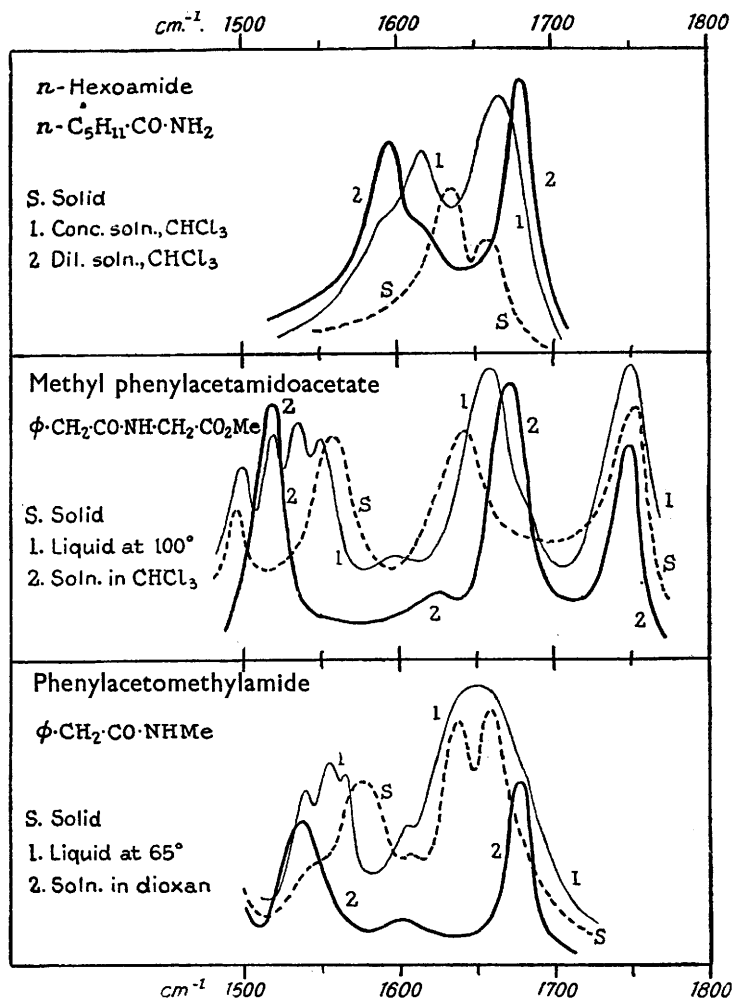 cm.⁻¹. 1500 1600 1700 1800
n-Hexoamide
n-C₅H₁₁·CO·NH₂
S. Solid
1. Conc. soln., CHCl₃
2 Dil. soln., CHCl₃
2
1
2
1
S
S
Methyl phenylacetamidoacetate
ϕ·CH₂·CO·NH·CH₂·CO₂Me
S. Solid
1. Liquid at 100°
2. Soln. in CHCl₃
2
2
S
1
1
2
2
1
S
2
Phenylacetomethylamide
ϕ·CH₂·CO·NHMe
S. Solid
1. Liquid at 65°
2. Soln. in dioxan
1
S
2
1
2
1
S
cm⁻¹ 1500 1600 1700 1800